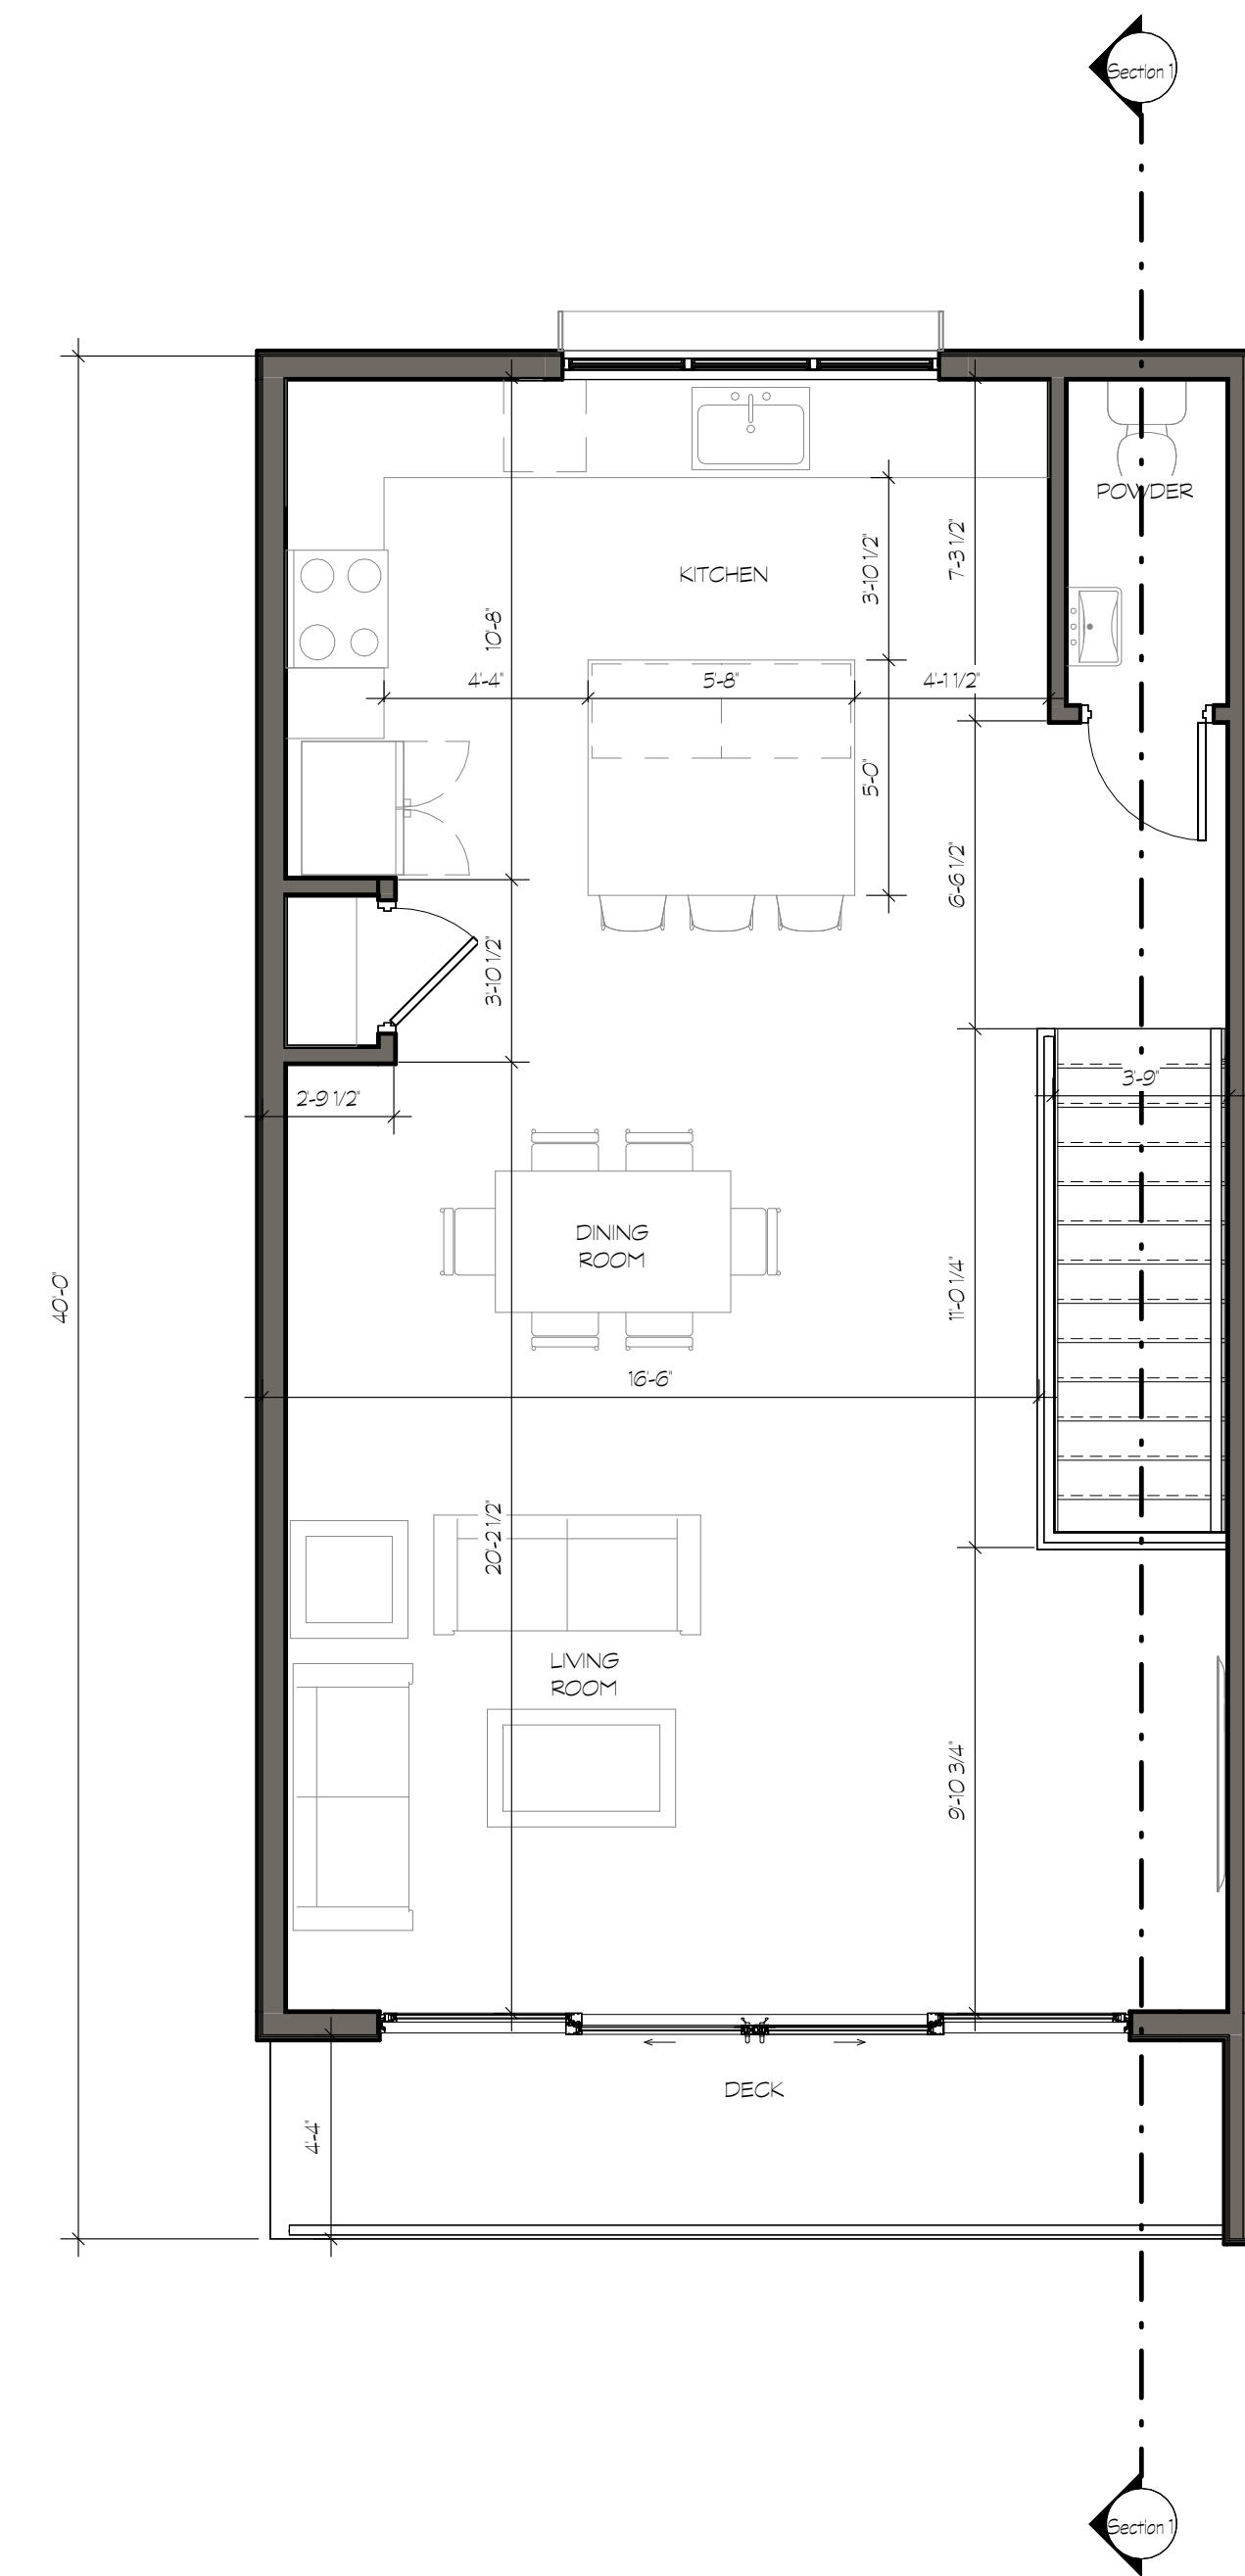 Section 1
POWDER
KITCHEN
3'-10 1/2"
7'-3 1/2"
10'-8"
4'-4"
5'-8"
4'-1 1/2"
5'-0"
6'-6 1/2"
3'-10 1/2"
2'-9 1/2"
3'-9"
DINING
ROOM
40'-0"
11'-0 1/4"
16'-6"
20'-2 1/2"
LIVING
ROOM
9'-10 3/4"
DECK
4'-4"
Section 1